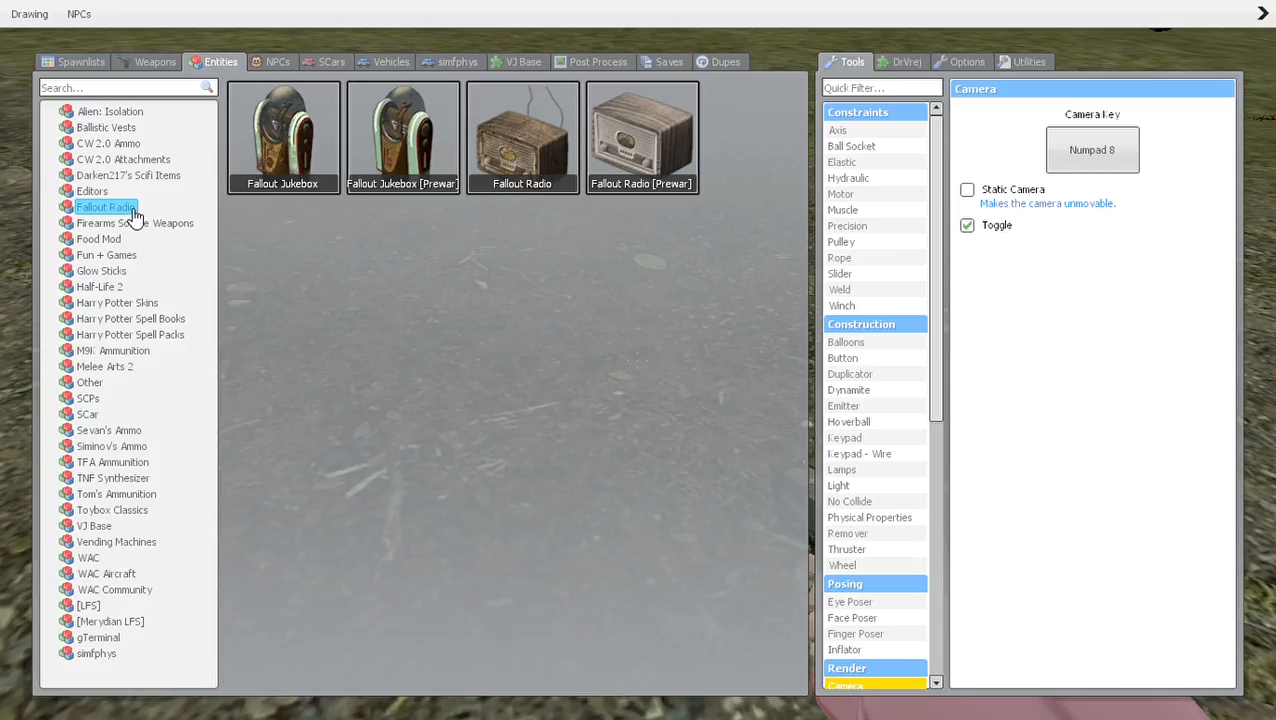 Drawing NPCs
Spawnlists Weapons Entities NPCs SCars Vehicles simfphys VJ Base Post Process Saves Dupes
Search...
Alien: Isolation
Ballistic Vests
CW 2.0 Ammo
CW 2.0 Attachments
Darken217's Scifi Items
Editors
Fallout Radio
Firearms Weapons
Food Mod
Fun + Games
Glow Sticks
Half-Life 2
Harry Potter Skins
Harry Potter Spell Books
Harry Potter Spell Packs
M9K Ammunition
Melee Arts 2
Other
SCPs
SCar
Sevan's Ammo
Siminov's Ammo
TFA Ammunition
TNF Synthesizer
Tom's Ammunition
Toybox Classics
VJ Base
Vending Machines
WAC
WAC Aircraft
WAC Community
[LFS]
[Merydian LFS]
gTerminal
simfphys
Fallout Jukebox
Fallout Jukebox [Prewar]
Fallout Radio
Fallout Radio [Prewar]
Tools DrVrej Options Utilities
Quick Filter...
Constraints
Axis
Ball Socket
Elastic
Hydraulic
Motor
Muscle
Precision
Pulley
Rope
Slider
Weld
Winch
Construction
Balloons
Button
Duplicator
Dynamite
Emitter
Hoverball
Keypad
Keypad - Wire
Lamps
Light
No Collide
Physical Properties
Remover
Thruster
Wheel
Posing
Eye Poser
Face Poser
Finger Poser
Inflator
Render
Camera
Camera
Camera Key
Numpad 8
Static Camera
Makes the camera unmovable.
Toggle